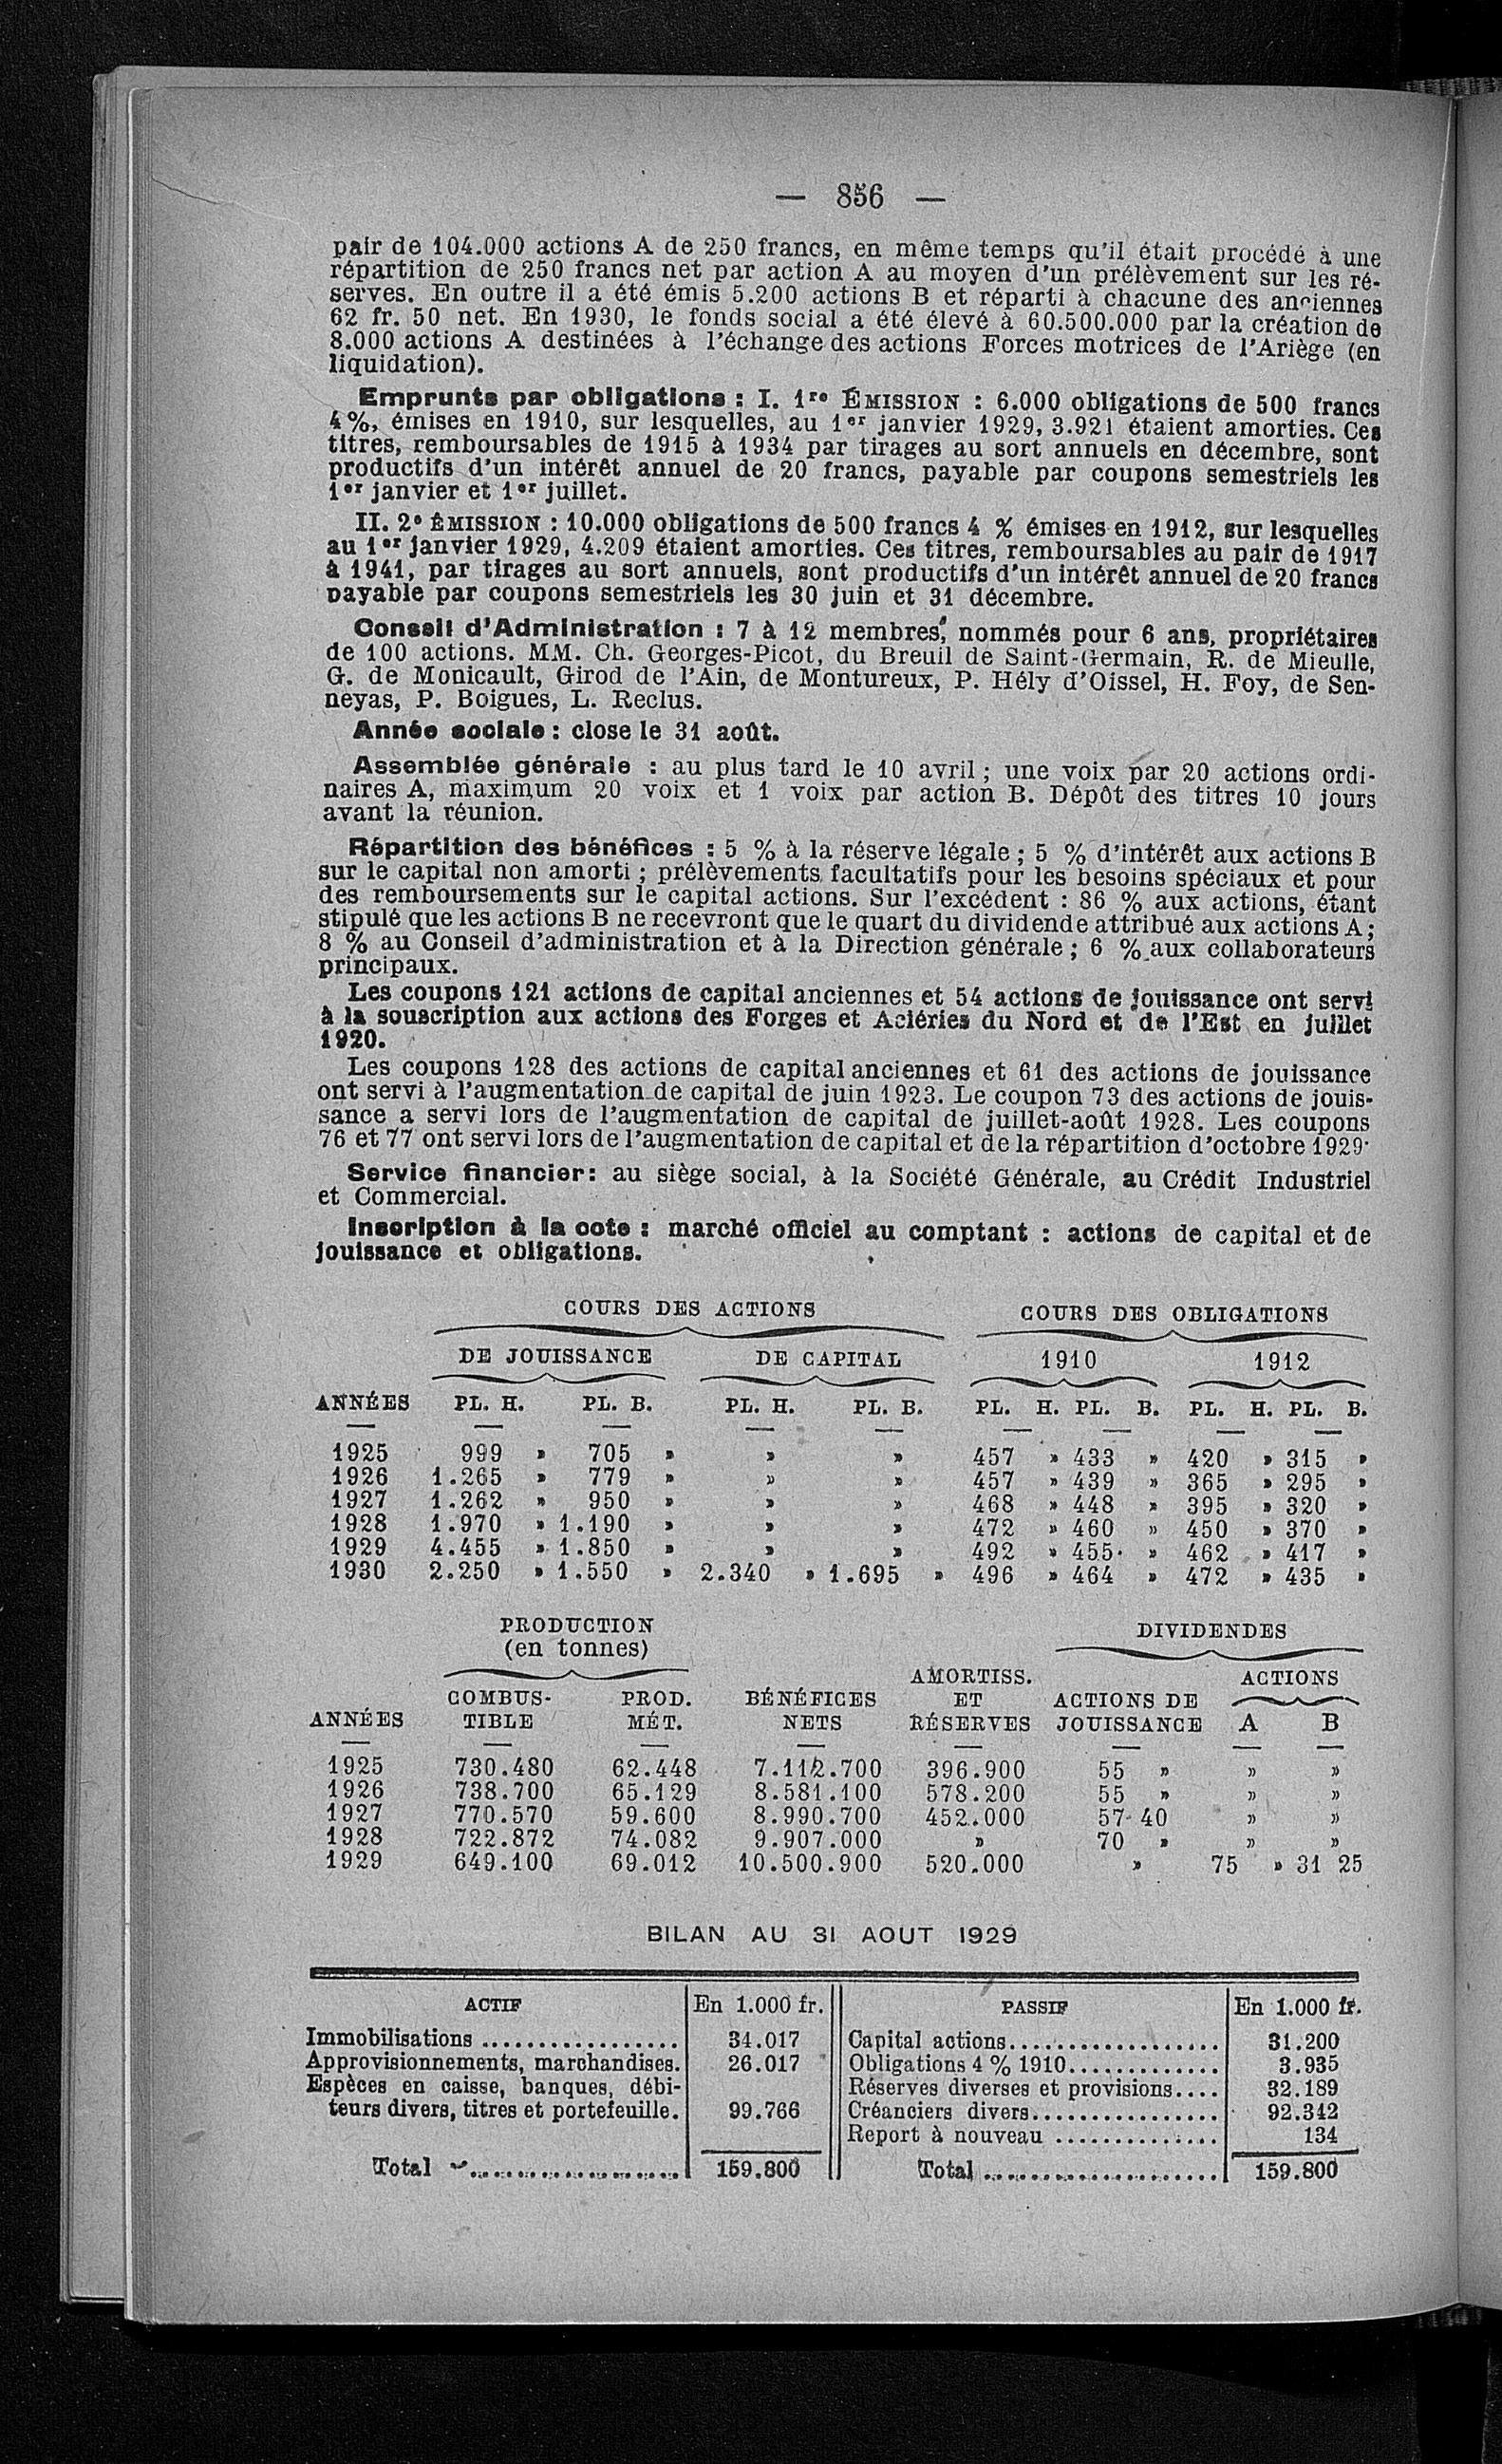 — 856 —
pair de 104.000 actions A de 250 francs, en même temps qu'il était procédé à une
répartition de 250 francs net par action A au moyen d'un prélèvement sur les ré-
serves. En outre il a été émis 5.200 actions B et réparti à chacune des anciennes
62 fr. 50 net. En 1930, le fonds social a été élevé à 60.500.000 par la création de
8.000 actions A destinées à l'échange des actions Forces motrices de l'Ariège (en
liquidation).
Emprunts par obligations : I. 1re ÉMISSION : 6.000 obligations de 500 francs
4%, émises en 1910, sur lesquelles, au 1er janvier 1929, 3.921 étaient amorties. Ces
titres, remboursables de 1915 à 1934 par tirages au sort annuels en décembre, sont
productifs d'un intérêt annuel de 20 francs, payable par coupons semestriels les
1er janvier et 1er juillet.
II. 2e ÉMISSION : 10.000 obligations de 500 francs 4 % émises en 1912, sur lesquelles
au 1er janvier 1929, 4.209 étaient amorties. Ces titres, remboursables au pair de 1917
à 1941, par tirages au sort annuels, sont productifs d'un intérêt annuel de 20 francs
payable par coupons semestriels les 30 juin et 31 décembre.
Conseil d'Administration : 7 à 12 membres, nommés pour 6 ans, propriétaires
de 100 actions. MM. Ch. Georges-Picot, du Breuil de Saint-Germain, R. de Mieulle,
G. de Monicault, Girod de l'Ain, de Montureux, P. Hély d'Oissel, H. Foy, de Sen-
neyas, P. Boigues, L. Reclus.
Année sociale : close le 31 août.
Assemblée générale : au plus tard le 10 avril ; une voix par 20 actions ordi-
naires A, maximum 20 voix et 1 voix par action B. Dépôt des titres 10 jours
avant la réunion.
Répartition des bénéfices : 5 % à la réserve légale ; 5 % d'intérêt aux actions B
sur le capital non amorti ; prélèvements facultatifs pour les besoins spéciaux et pour
des remboursements sur le capital actions. Sur l'excédent : 86 % aux actions, étant
stipulé que les actions B ne recevront que le quart du dividende attribué aux actions A ;
8 % au Conseil d'administration et à la Direction générale ; 6 % aux collaborateurs
principaux.
Les coupons 121 actions de capital anciennes et 54 actions de jouissance ont servi
à la souscription aux actions des Forges et Aciéries du Nord et de l'Est en juillet
1920.
Les coupons 128 des actions de capital anciennes et 61 des actions de jouissance
ont servi à l'augmentation de capital de juin 1923. Le coupon 73 des actions de jouis-
sance a servi lors de l'augmentation de capital de juillet-août 1928. Les coupons
76 et 77 ont servi lors de l'augmentation de capital et de la répartition d'octobre 1929.
Service financier : au siège social, à la Société Générale, au Crédit Industriel
et Commercial.
Inscription à la cote : marché officiel au comptant : actions de capital et de
jouissance et obligations.
COURS DES ACTIONS COURS DES OBLIGATIONS
DE JOUISSANCE DE CAPITAL 1910 1912
ANNÉES PL. H. PL. B. PL. H. PL. B. PL. H. PL. B. PL. H. PL. B.
1925 999 » 705 » » » 457 » 433 » 420 » 315 »
1926 1.265 » 779 » » » 457 » 439 » 365 » 295 »
1927 1.262 » 950 » » » 468 » 448 » 395 » 320 »
1928 1.970 » 1.190 » » » 472 » 460 » 450 » 370 »
1929 4.455 » 1.850 » » » 492 » 455 » 462 » 417 »
1930 2.250 » 1.550 » 2.340 » 1.695 » 496 » 464 » 472 » 435 »
PRODUCTION DIVIDENDES
(en tonnes)
AMORTISS. ACTIONS
COMBUS- PROD. BÉNÉFICES ET ACTIONS DE
ANNÉES TIBLE MÉT. NETS RÉSERVES JOUISSANCE A B
1925 730.480 62.448 7.112.700 396.900 55 » » »
1926 738.700 65.129 8.581.100 578.200 55 » » »
1927 770.570 59.600 8.990.700 452.000 57 40 » »
1928 722.872 74.082 9.907.000 » 70 » » »
1929 649.100 69.012 10.500.900 520.000 » 75 » 31 25
BILAN AU 31 AOUT 1929
ACTIF En 1.000 fr. PASSIF En 1.000 fr.
Immobilisations .................. 34.017 Capital actions................... 31.200
Approvisionnements, marchandises. 26.017 Obligations 4 % 1910............. 3.935
Espèces en caisse, banques, débi- Réserves diverses et provisions.... 32.189
teurs divers, titres et portefeuille. 99.766 Créanciers divers................. 92.342
Report à nouveau ............... 134
Total ...................... 159.800 Total ...................... 159.800